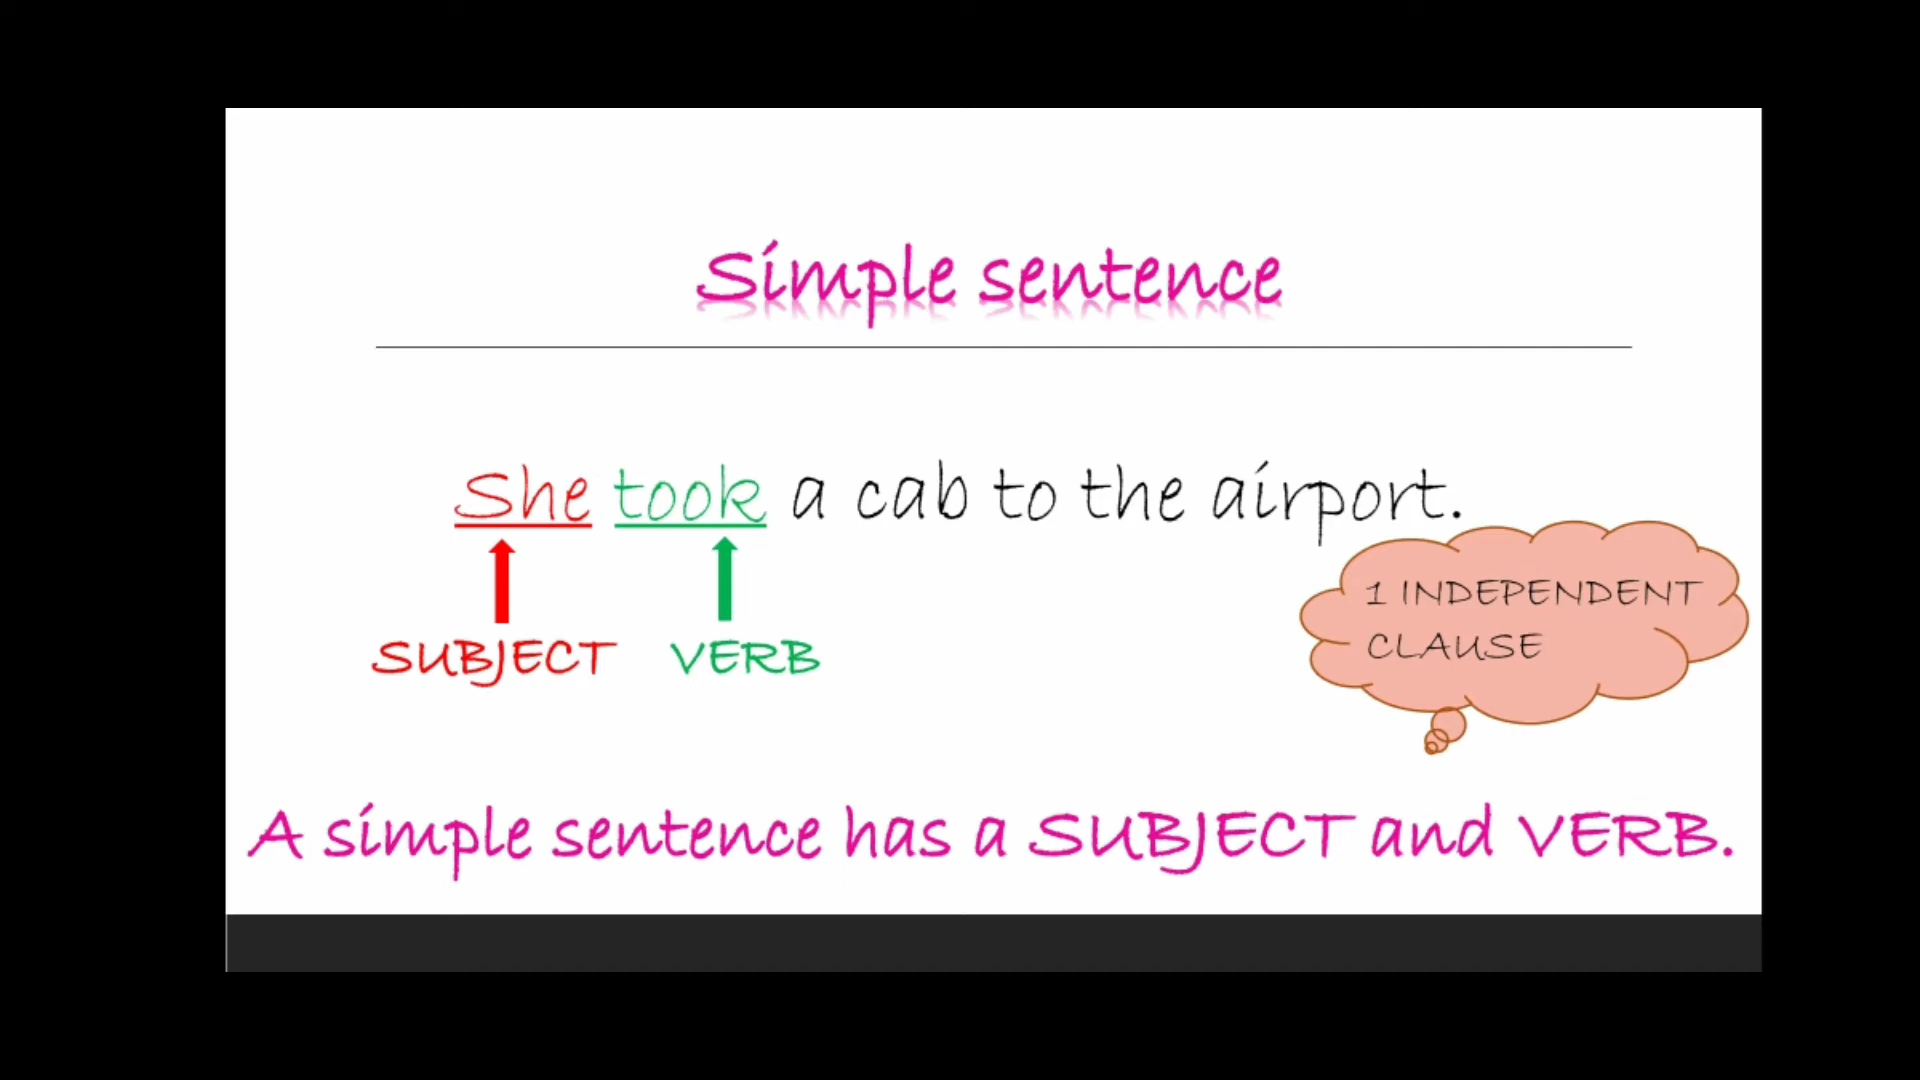 Simple sentence
She took a cab to the airport.
1 INDEPENDENT
CLAUSE
SUBJECT VERB
A simple sentence has a SUBJECT and VERB.